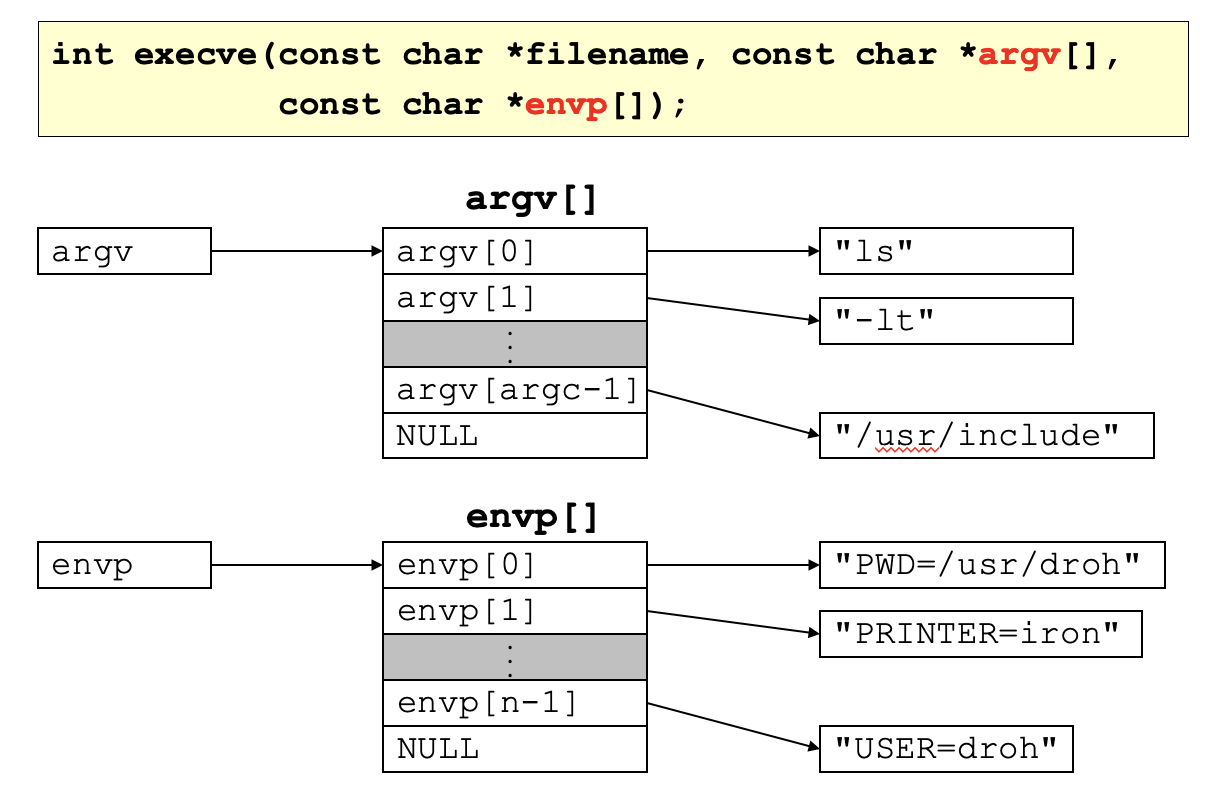 int execve(const char *filename, const char *argv[],
const char *envp[]);
argv[]
argv
argv[0]
"ls"
argv[1]
"-lt"
⋮
argv[argc-1]
NULL
"/usr/include"
envp[]
envp
envp[0]
"PWD=/usr/droh"
envp[1]
"PRINTER=iron"
⋮
envp[n-1]
NULL
"USER=droh"